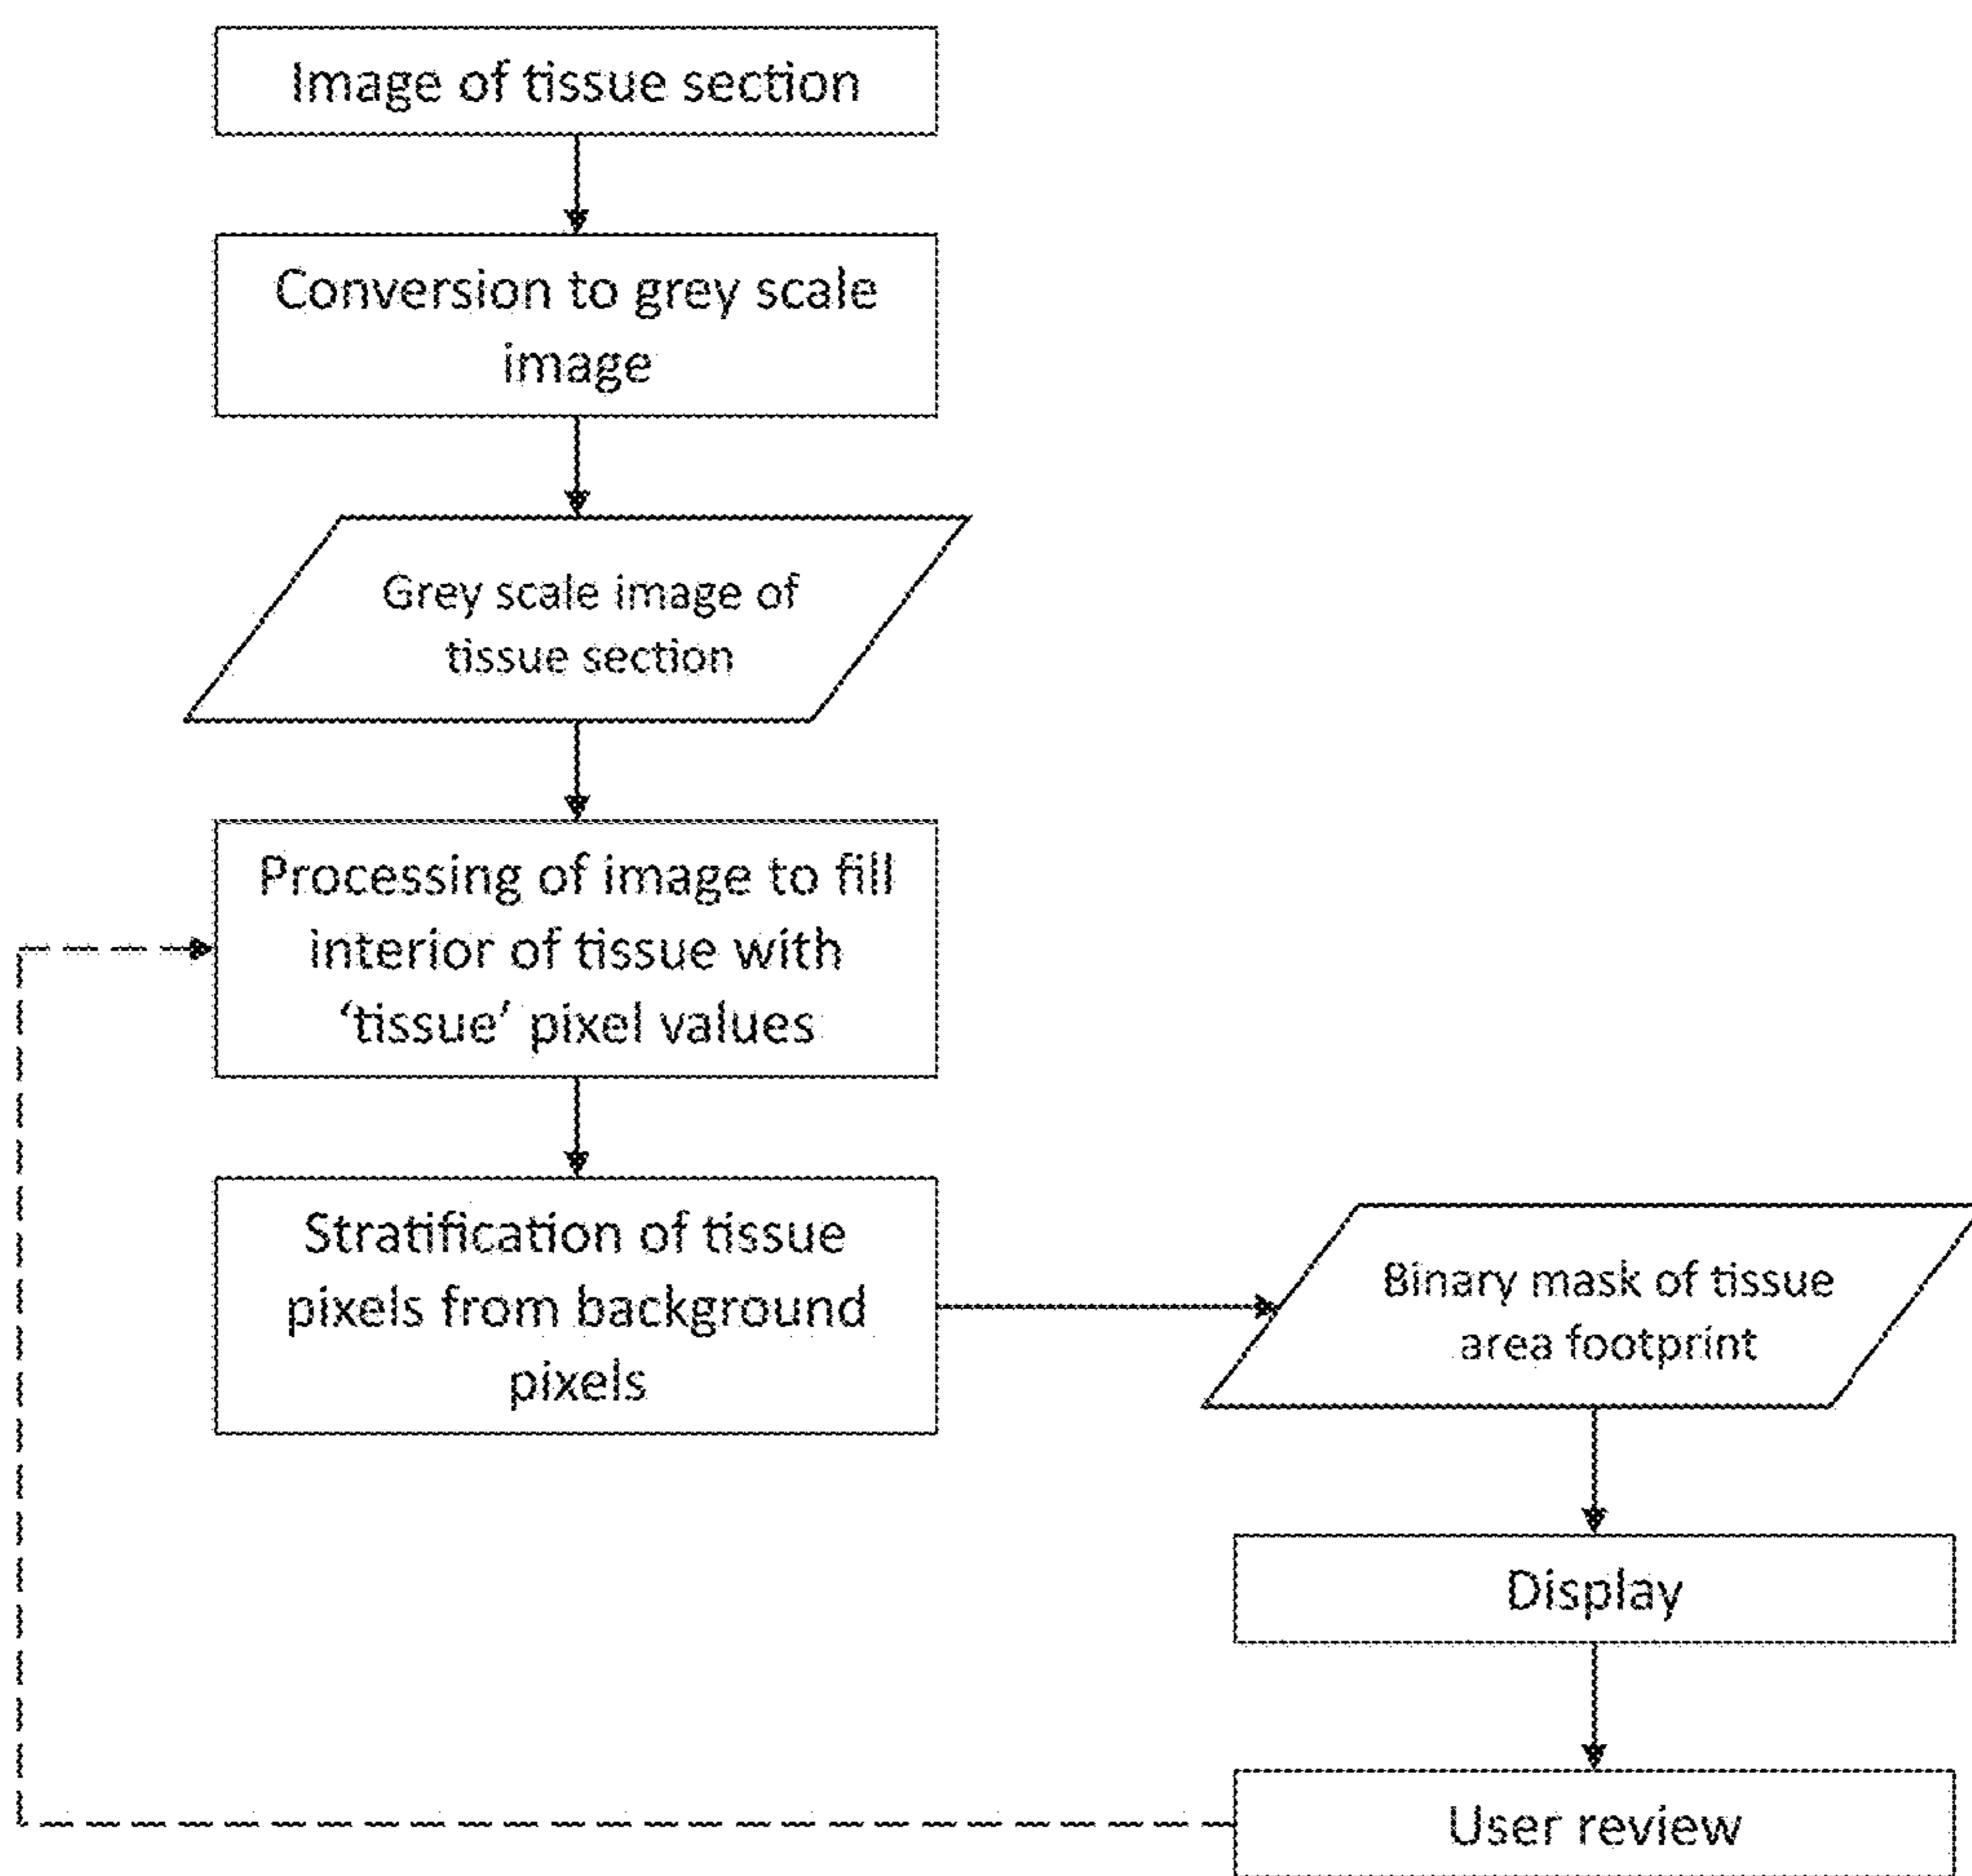 Image of tissue section
Conversion to grey scale
image
Grey scale image of
tissue section
Processing of image to fill
interior of tissue with
‘tissue’ pixel values
Stratification of tissue
pixels from background
pixels
Binary mask of tissue
area footprint
Display
User review